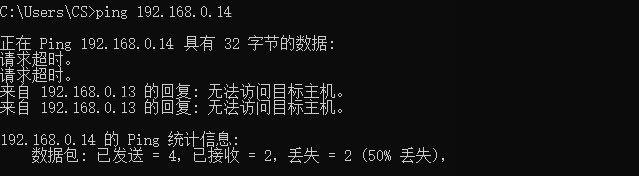 C:\Users\CS>ping 192.168.0.14
正在 Ping 192.168.0.14 具有 32 字节的数据:
请求超时。
请求超时。
来自 192.168.0.13 的回复: 无法访问目标主机。
来自 192.168.0.13 的回复: 无法访问目标主机。
192.168.0.14 的 Ping 统计信息:
数据包: 已发送 = 4，已接收 = 2，丢失 = 2 (50% 丢失)，